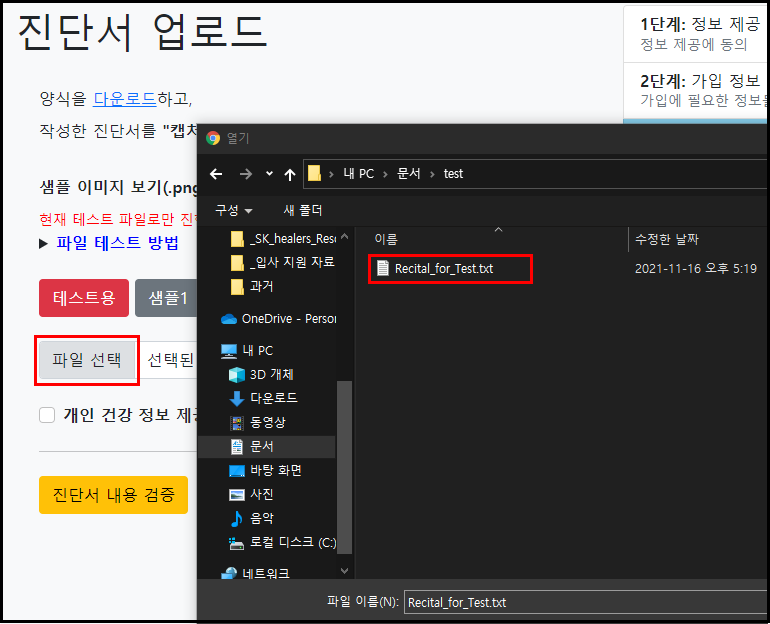 진단서 업로드
양식을 다운로드하고,
작성한 진단서를 "캡처
샘플 이미지 보기(.png
현재 테스트 파일로만 진행
▶ 파일 테스트 방법
테스트용 샘플1
파일 선택 선택된
개인 건강 정보 제공
진단서 내용 검증
1단계: 정보 제공
정보 제공에 동의
2단계: 가입 정보
가입에 필요한 정보를
열기
내 PC › 문서 › test
구성 새 폴더
_SK_healers_Rese
_입사 지원 자료
과거
OneDrive - Person
내 PC
3D 개체
다운로드
동영상
문서
바탕 화면
사진
음악
로컬 디스크 (C:)
네트워크
이름 수정한 날짜
Recital_for_Test.txt 2021-11-16 오후 5:19
파일 이름(N): Recital_for_Test.txt